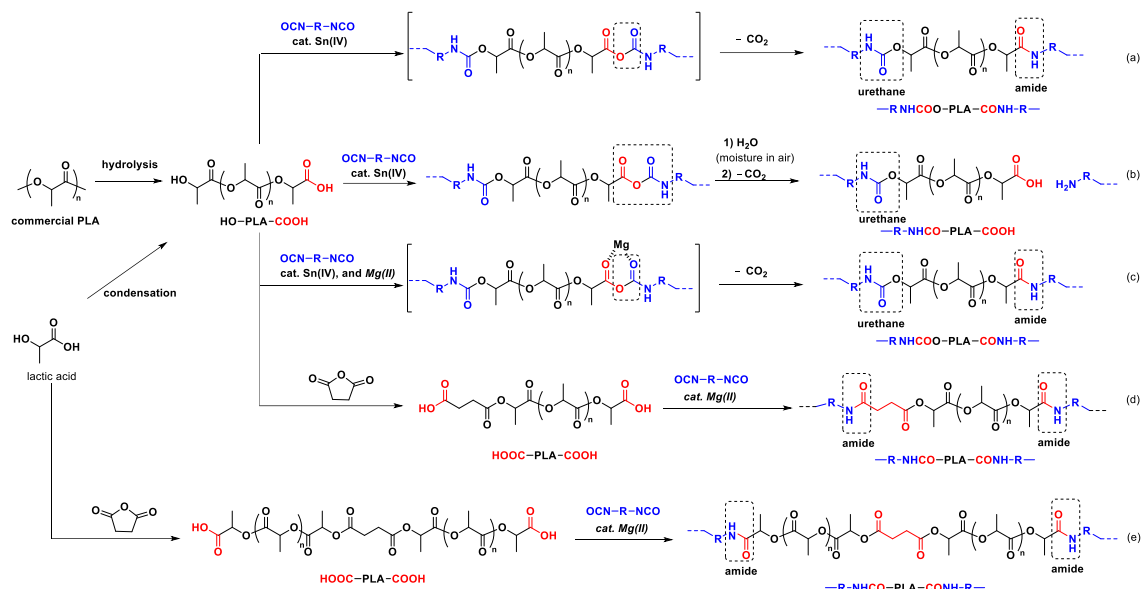 OCN–R–NCO
cat. Sn(IV)
– CO2
urethane
amide
—R NHCOO–PLA–CONH–R—
(a)
hydrolysis
commercial PLA
HO–PLA–COOH
OCN–R–NCO
cat. Sn(IV)
1) H2O
(moisture in air)
2) – CO2
urethane
—R–NHCO–PLA–COOH
(b)
condensation
OCN–R–NCO
cat. Sn(IV), and Mg(II)
Mg
– CO2
urethane
amide
—R NHCOO–PLA–CONH–R—
(c)
HO
O
OH
lactic acid
HOOC–PLA–COOH
OCN–R–NCO
cat. Mg(II)
amide
amide
—R–NHCO–PLA–CONH–R—
(d)
HOOC–PLA–COOH
OCN–R–NCO
cat. Mg(II)
amide
amide
—R–NHCO–PLA–CONH–R—
(e)